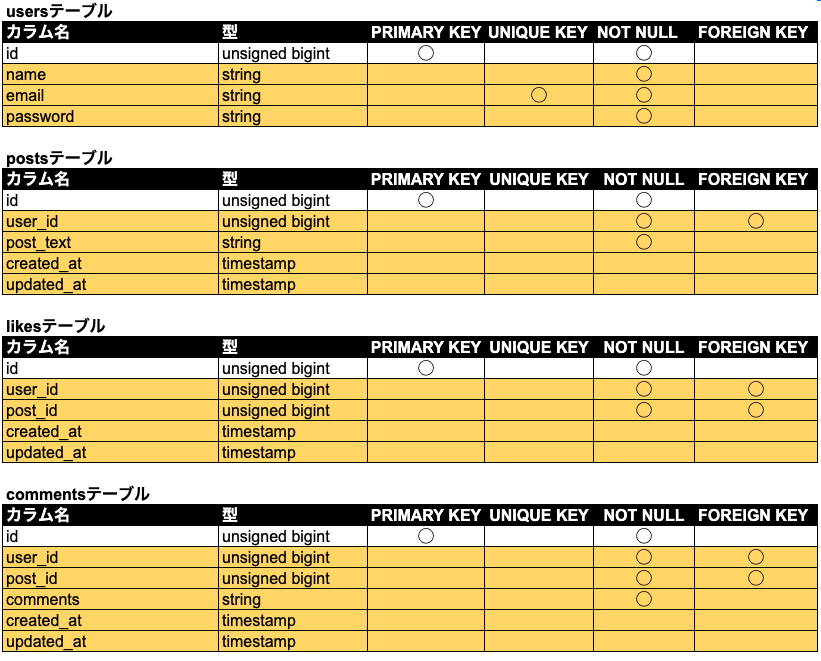 usersテーブル
カラム名 型 PRIMARY KEY UNIQUE KEY NOT NULL FOREIGN KEY
id unsigned bigint ○ ○
name string ○
email string ○ ○
password string ○
postsテーブル
カラム名 型 PRIMARY KEY UNIQUE KEY NOT NULL FOREIGN KEY
id unsigned bigint ○ ○
user_id unsigned bigint ○ ○
post_text string ○
created_at timestamp
updated_at timestamp
likesテーブル
カラム名 型 PRIMARY KEY UNIQUE KEY NOT NULL FOREIGN KEY
id unsigned bigint ○ ○
user_id unsigned bigint ○ ○
post_id unsigned bigint ○ ○
created_at timestamp
updated_at timestamp
commentsテーブル
カラム名 型 PRIMARY KEY UNIQUE KEY NOT NULL FOREIGN KEY
id unsigned bigint ○ ○
user_id unsigned bigint ○ ○
post_id unsigned bigint ○ ○
comments string ○
created_at timestamp
updated_at timestamp